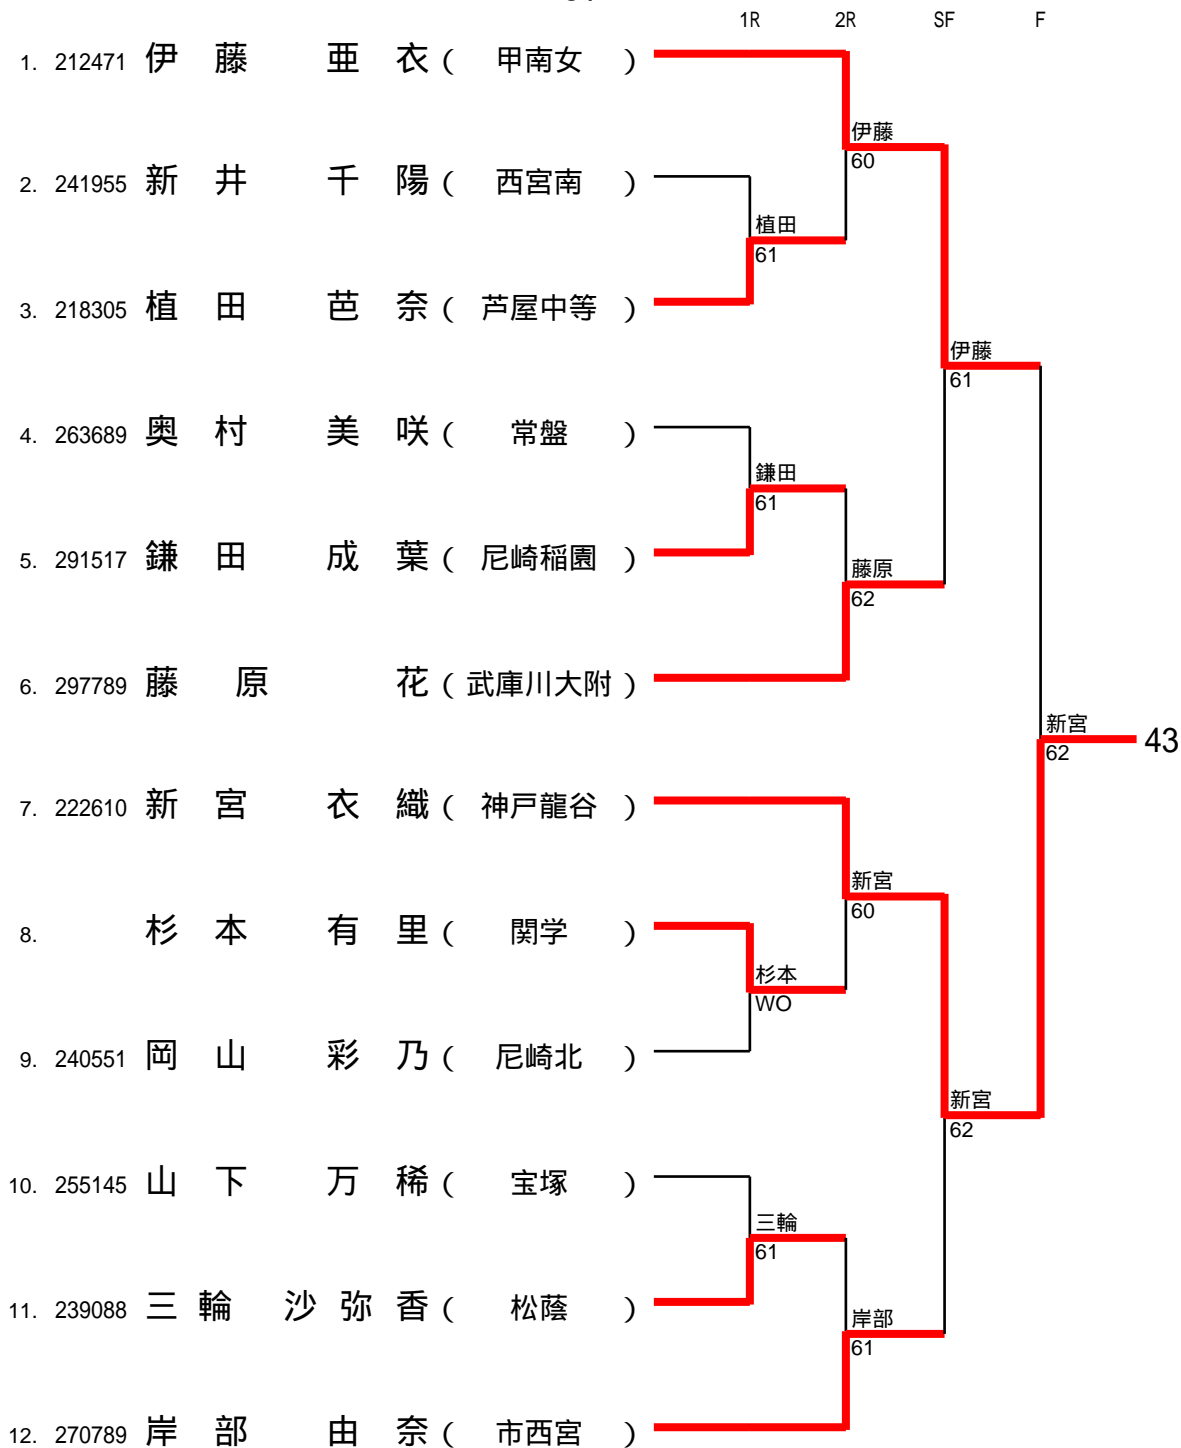 1R 2R SF F
1. 212471 伊藤 亜衣 ( 甲南女 )
伊藤
60
2. 241955 新井 千陽 ( 西宮南 )
植田
61
3. 218305 植田 芭奈 ( 芦屋中等 )
伊藤
61
4. 263689 奥村 美咲 ( 常盤 )
鎌田
61
5. 291517 鎌田 成葉 ( 尼崎稲園 )
藤原
62
6. 297789 藤原 花 ( 武庫川大附 )
新宮 43
62
7. 222610 新宮 衣織 ( 神戸龍谷 )
新宮
60
8. 杉本 有里 ( 関学 )
杉本
WO
9. 240551 岡山 彩乃 ( 尼崎北 )
新宮
62
10. 255145 山下 万稀 ( 宝塚 )
三輪
61
11. 239088 三輪 沙弥香 ( 松蔭 )
岸部
61
12. 270789 岸部 由奈 ( 市西宮 )